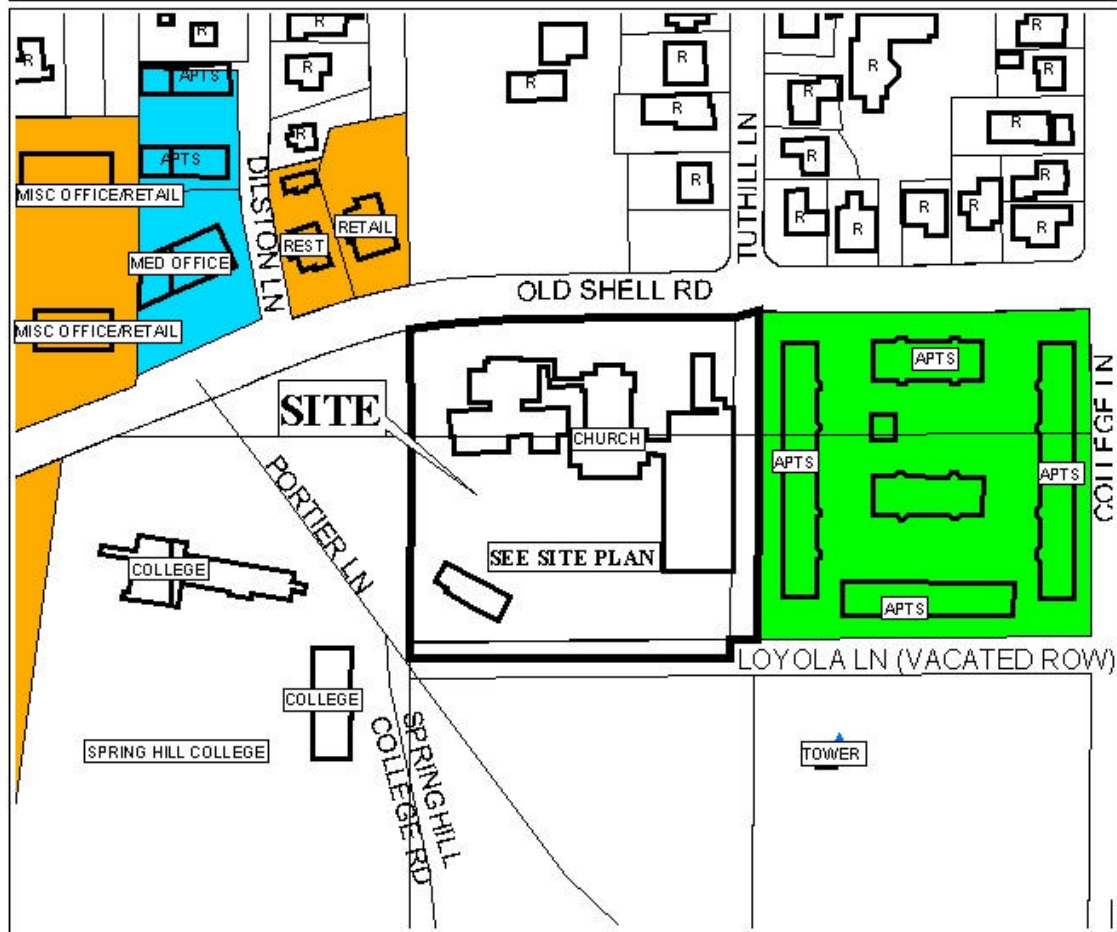 R
R
R
R
APTS
R
R
R
R
R
R
R
R
APTS
R
R
R
R
R
R
R
R
R
MISC OFFICE/RETAIL
DILSTON LN
REST
RETAIL
TUTHILL LN
MED OFFICE
OLD SHELL RD
MISC OFFICE/RETAIL
SITE
CHURCH
APTS
APTS
APTS
COLLEGE LN
PORTIER LN
SEE SITE PLAN
COLLEGE
APTS
LOYOLA LN (VACATED ROW)
COLLEGE
SPRING HILL COLLEGE
SPRINGHILL
COLLEGE RD
TOWER